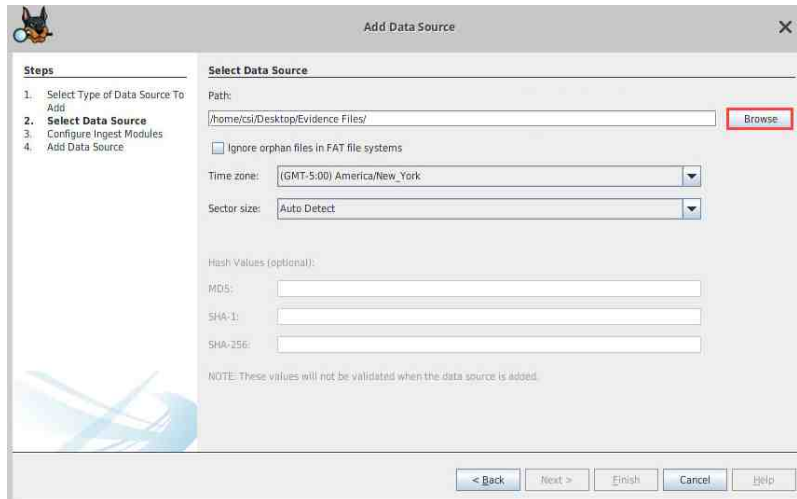 Add Data Source
Steps
1. Select Type of Data Source To
Add
2. Select Data Source
3. Configure Ingest Modules
4. Add Data Source
Select Data Source
Path:
/home/csi/Desktop/Evidence Files/
Browse
Ignore orphan files in FAT file systems
Time zone: (GMT-5:00) America/New_York
Sector size: Auto Detect
Hash Values (optional):
MD5:
SHA-1:
SHA-256:
NOTE: These values will not be validated when the data source is added.
< Back Next > Finish Cancel Help